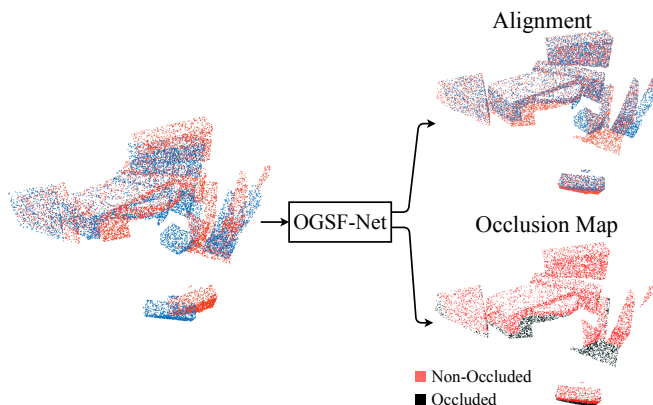 Alignment
OGSF-Net
Occlusion Map
Non-Occluded
Occluded